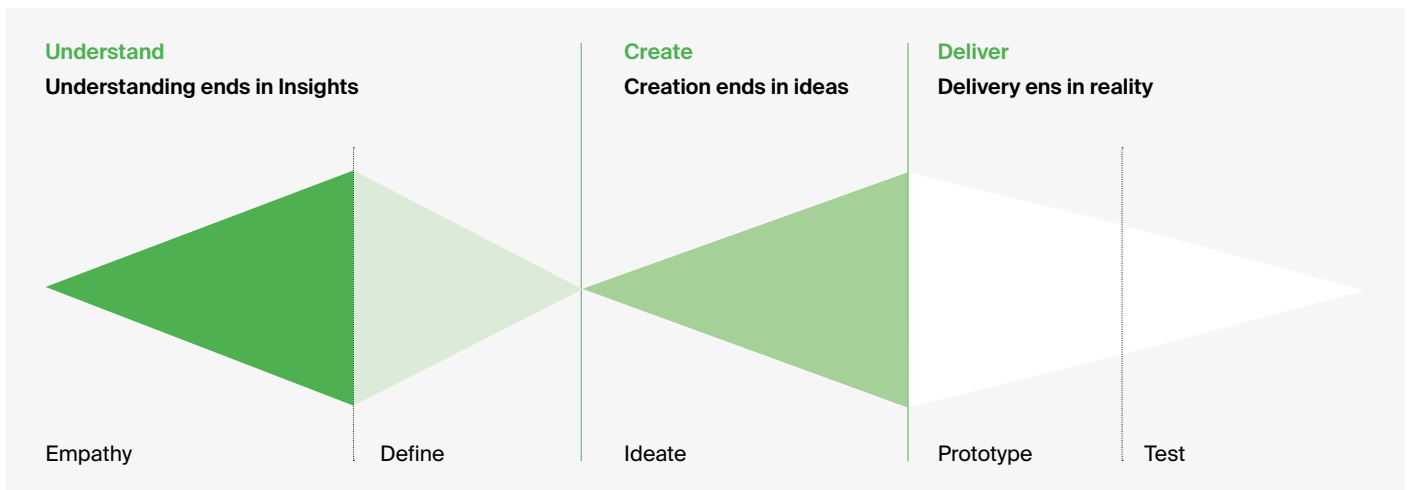 Understand
Understanding ends in Insights
Create
Creation ends in ideas
Deliver
Delivery ens in reality
Empathy
Define
Ideate
Prototype
Test